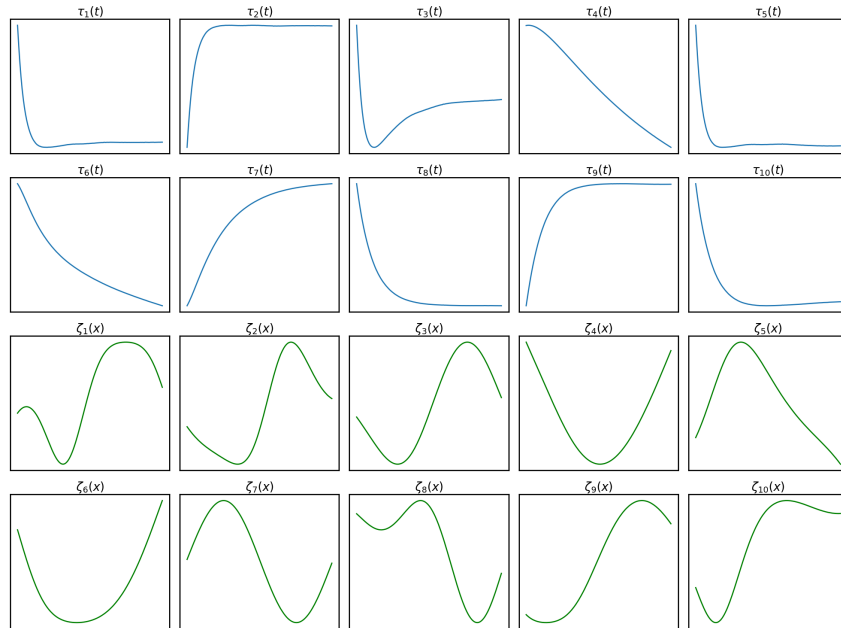 τ₁(t) τ₂(t) τ₃(t) τ₄(t) τ₅(t)
τ₆(t) τ₇(t) τ₈(t) τ₉(t) τ₁₀(t)
ζ₁(x) ζ₂(x) ζ₃(x) ζ₄(x) ζ₅(x)
ζ₆(x) ζ₇(x) ζ₈(x) ζ₉(x) ζ₁₀(x)